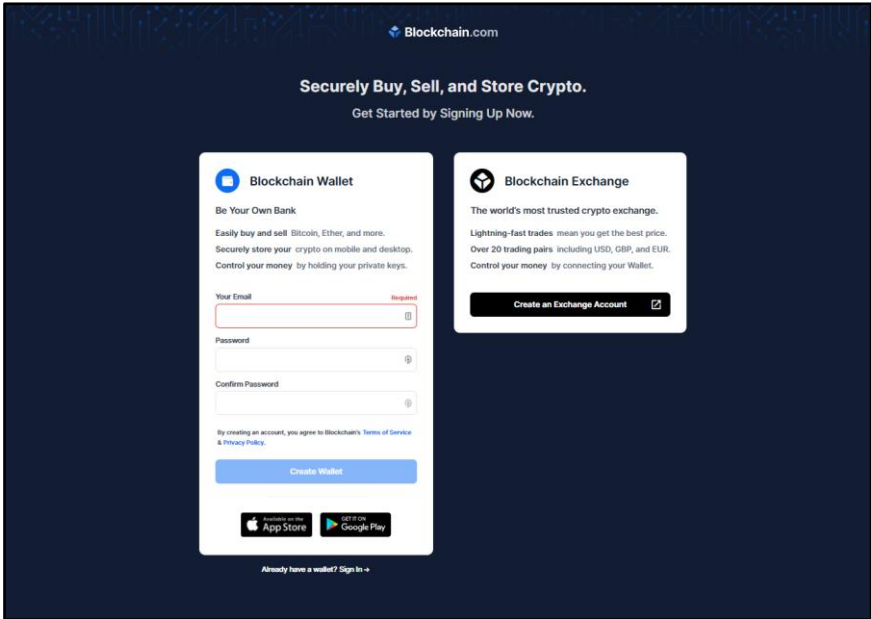 Blockchain.com
Securely Buy, Sell, and Store Crypto.
Get Started by Signing Up Now.
Blockchain Wallet
Be Your Own Bank
Easily buy and sell Bitcoin, Ether, and more.
Securely store your crypto on mobile and desktop.
Control your money by holding your private keys.
Your Email Required
Password
Confirm Password
By creating an account, you agree to Blockchain's Terms of Service
& Privacy Policy.
Create Wallet
Available on the
App Store
GET IT ON
Google Play
Already have a wallet? Sign In →
Blockchain Exchange
The world's most trusted crypto exchange.
Lightning-fast trades mean you get the best price.
Over 20 trading pairs including USD, GBP, and EUR.
Control your money by connecting your Wallet.
Create an Exchange Account